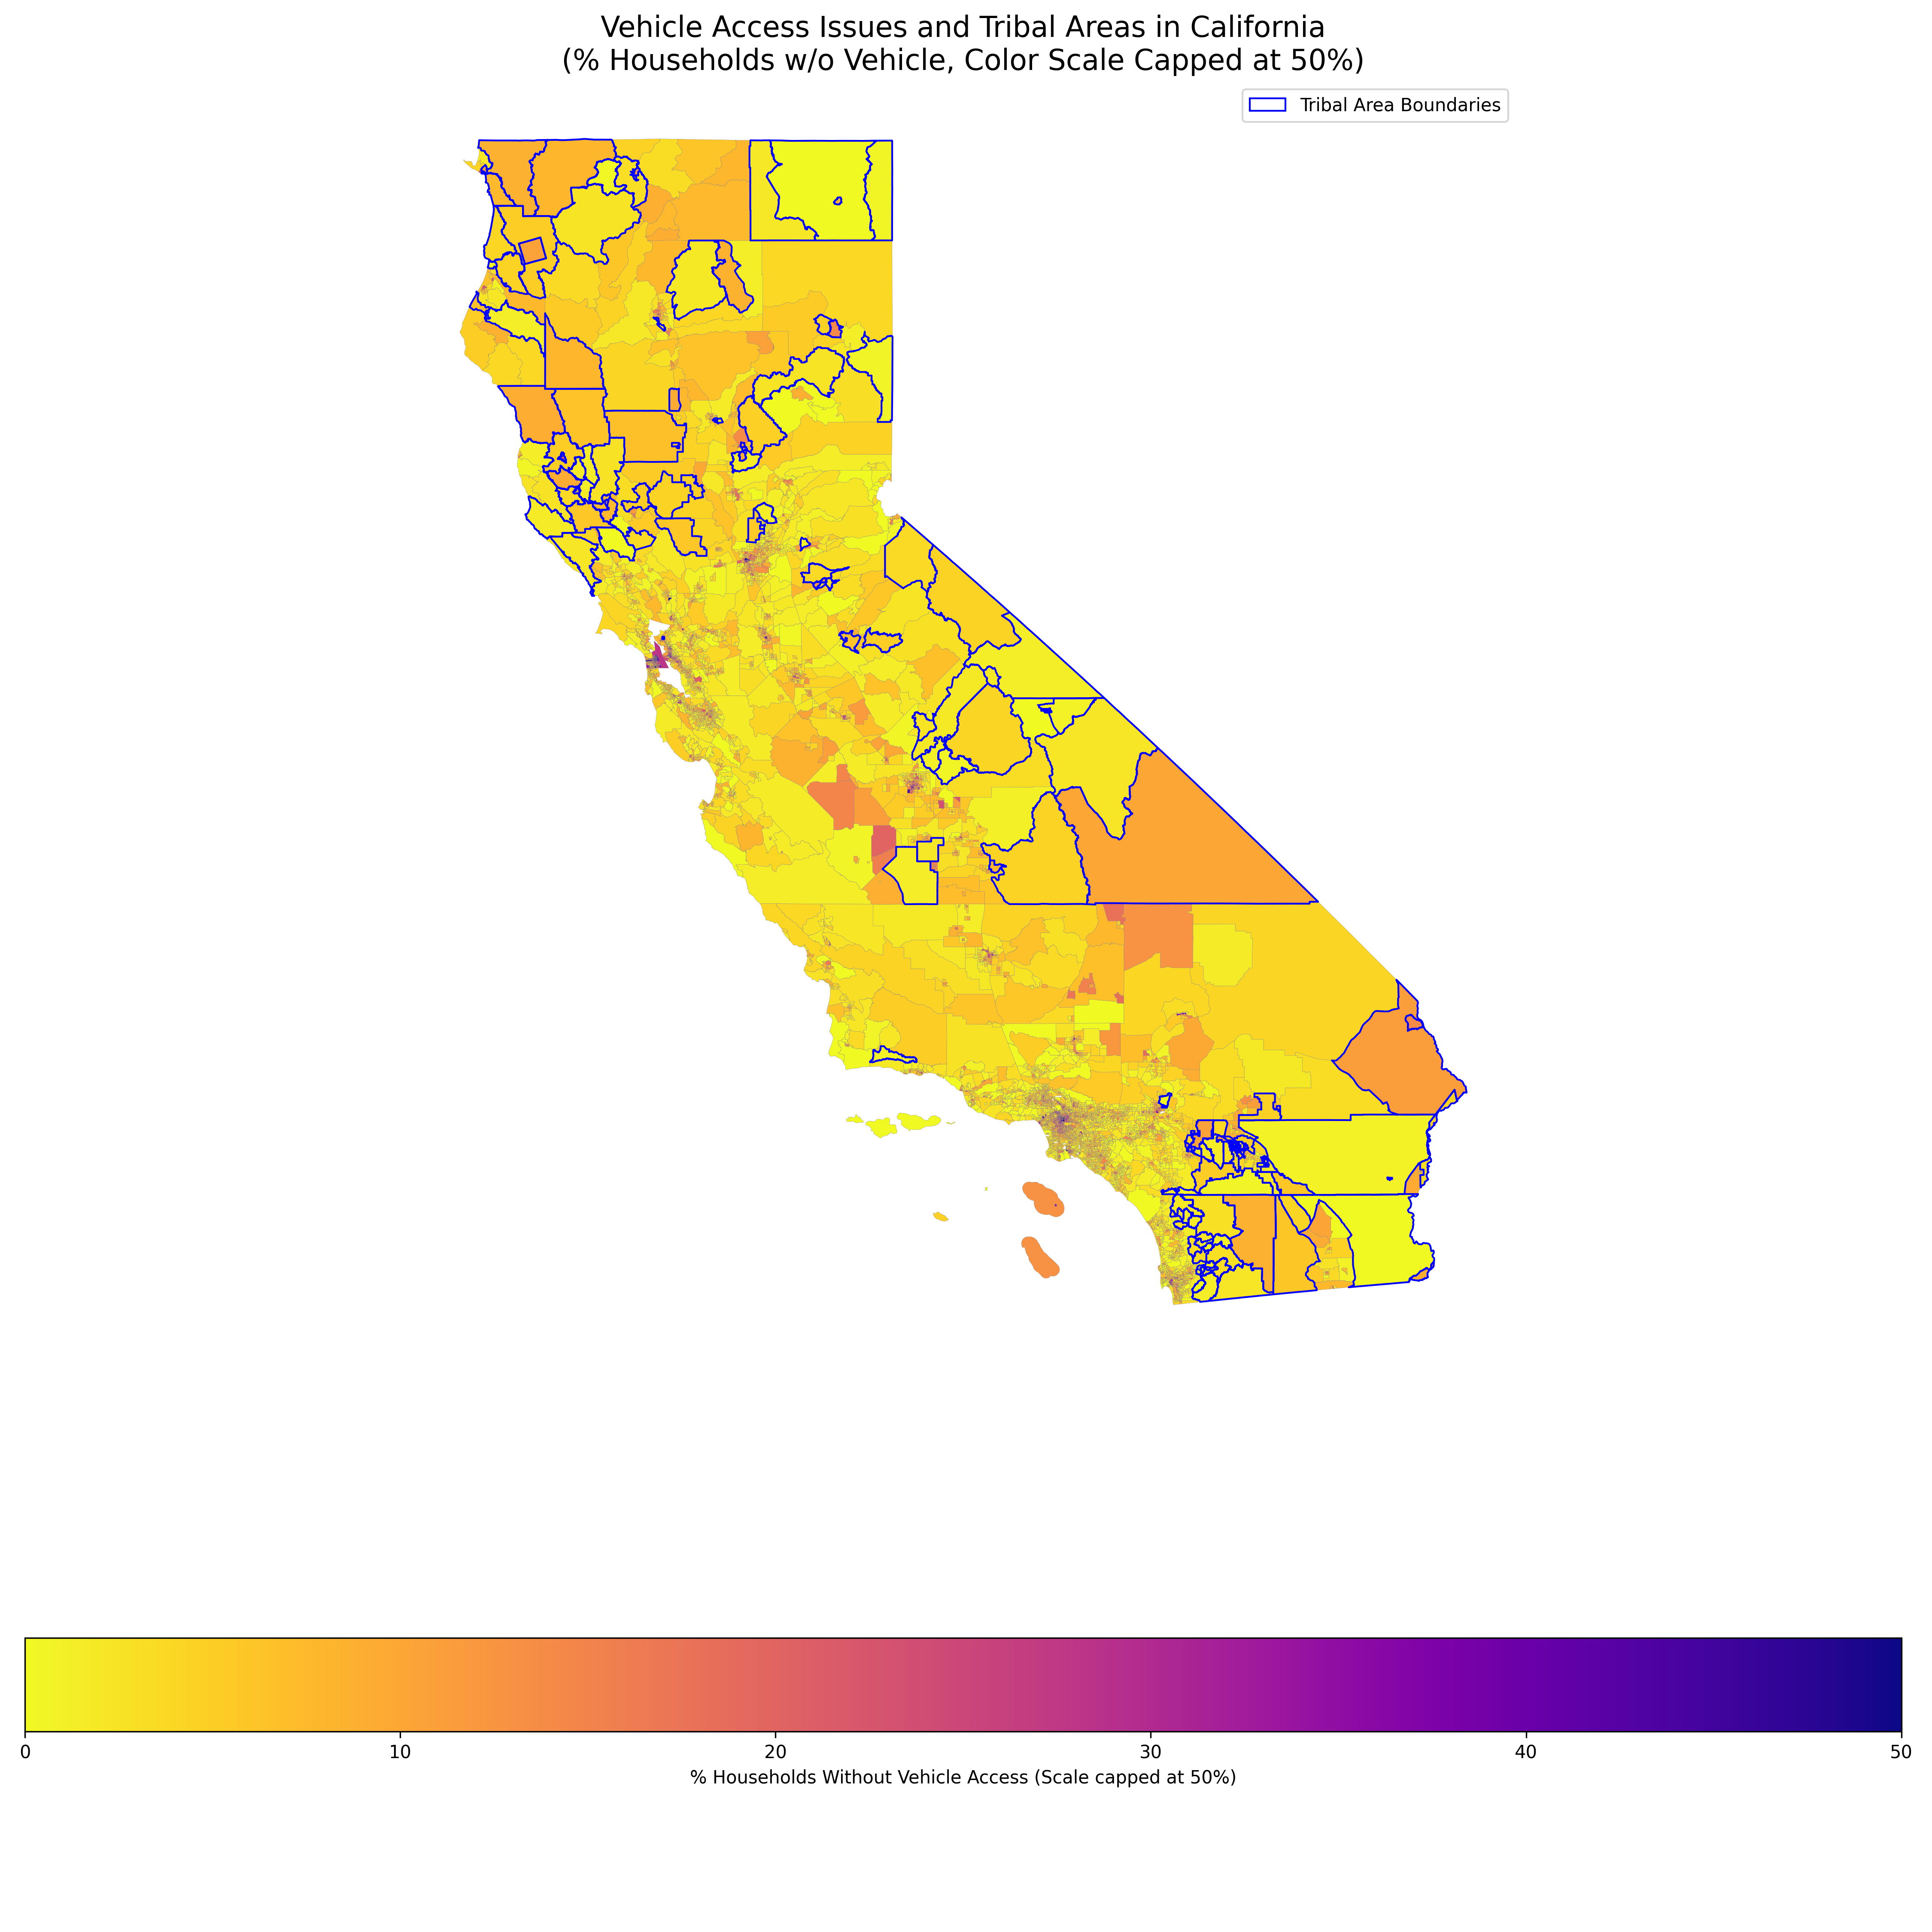 Vehicle Access Issues and Tribal Areas in California
(% Households w/o Vehicle, Color Scale Capped at 50%)
Tribal Area Boundaries
0 10 20 30 40 50
% Households Without Vehicle Access (Scale capped at 50%)